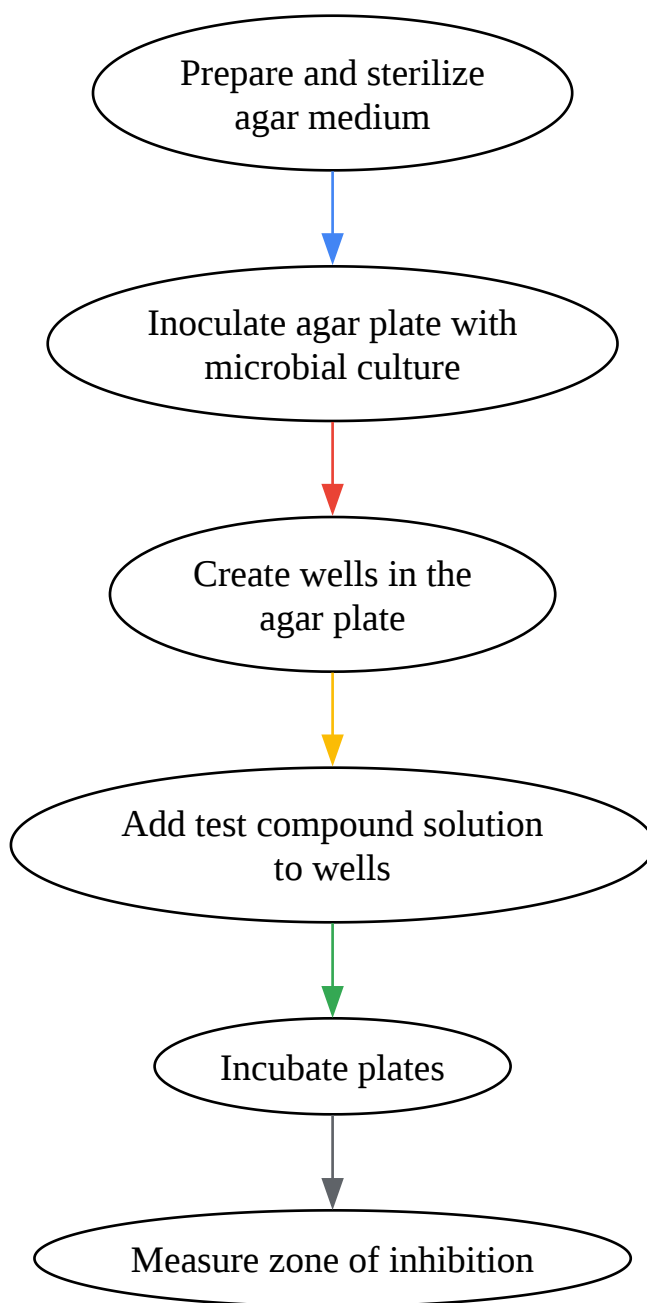 Prepare and sterilize
agar medium
Inoculate agar plate with
microbial culture
Create wells in the
agar plate
Add test compound solution
to wells
Incubate plates
Measure zone of inhibition